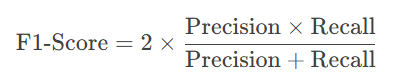 F1-Score = 2 × Precision × Recall / Precision + Recall